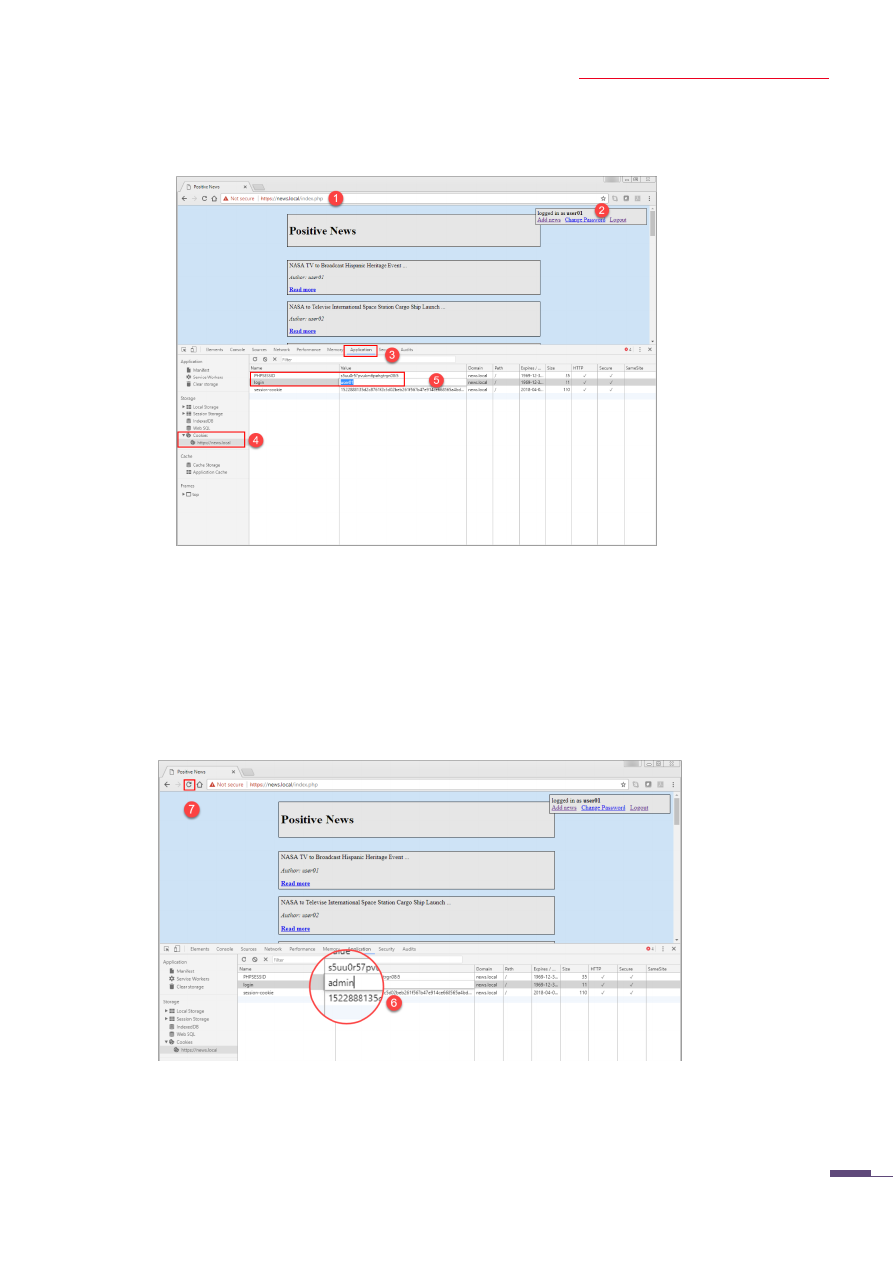 Positive News
Not secure https://news.local/index.php 1
logged in as user01 2
Add news Change Password Logout
Positive News
NASA TV to Broadcast Hispanic Heritage Event ...
Author: user01
Read more
NASA to Televise International Space Station Cargo Ship Launch ...
Author: user02
Read more
Elements Console Sources Network Performance Memory Application Security Audits
3
Application
Manifest
Service Workers
Clear storage
Storage
Local Storage
Session Storage
IndexedDB
Web SQL
Cookies
https://news.local
4
Cache
Cache Storage
Application Cache
Frames
top
Filter
Name Value Domain Path Expires / ... Size HTTP Secure SameSite
PHPSESSID news.local / 1969-12-3... 35 ✓ ✓
login user01 5 news.local / 1969-12-3... 11 ✓ ✓
session-cookie news.local / 2018-04-0... 110 ✓ ✓
Positive News
Not secure https://news.local/index.php
7
logged in as user01
Add news Change Password Logout
Positive News
NASA TV to Broadcast Hispanic Heritage Event ...
Author: user01
Read more
NASA to Televise International Space Station Cargo Ship Launch ...
Author: user02
Read more
Elements Console Sources Network Performance Memory Application Security Audits
Application
Manifest
Service Workers
Clear storage
Storage
Local Storage
Session Storage
IndexedDB
Web SQL
Cookies
https://news.local
Filter
Name Domain Path Expires / ... Size HTTP Secure SameSite
PHPSESSID s5uu0r57pvu news.local / 1969-12-3... 35 ✓ ✓
login admin news.local / 1969-12-3... 11 ✓ ✓
session-cookie 1522888135 6 news.local / 2018-04-0... 110 ✓ ✓